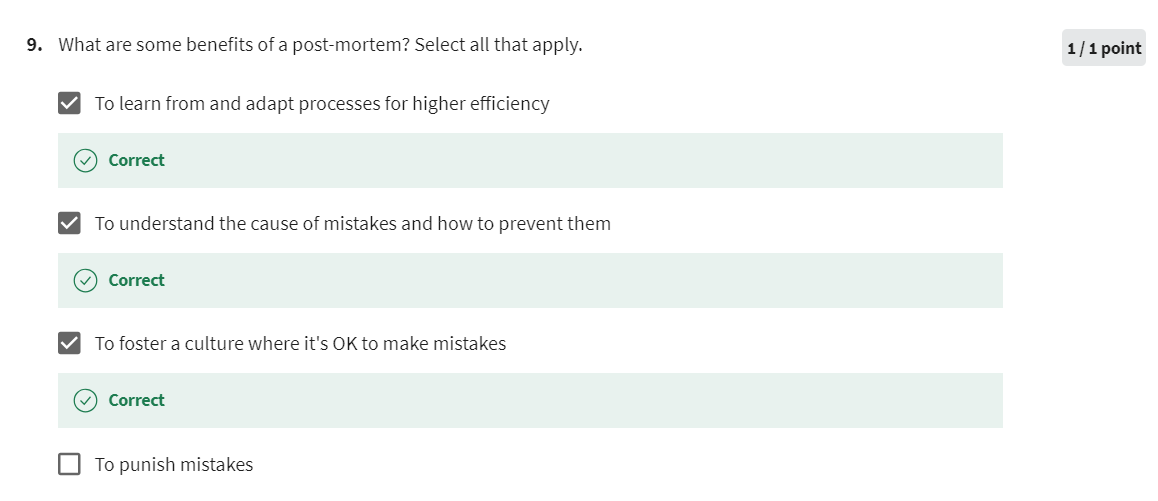 9. What are some benefits of a post-mortem? Select all that apply.
1 / 1 point
To learn from and adapt processes for higher efficiency
Correct
To understand the cause of mistakes and how to prevent them
Correct
To foster a culture where it's OK to make mistakes
Correct
To punish mistakes